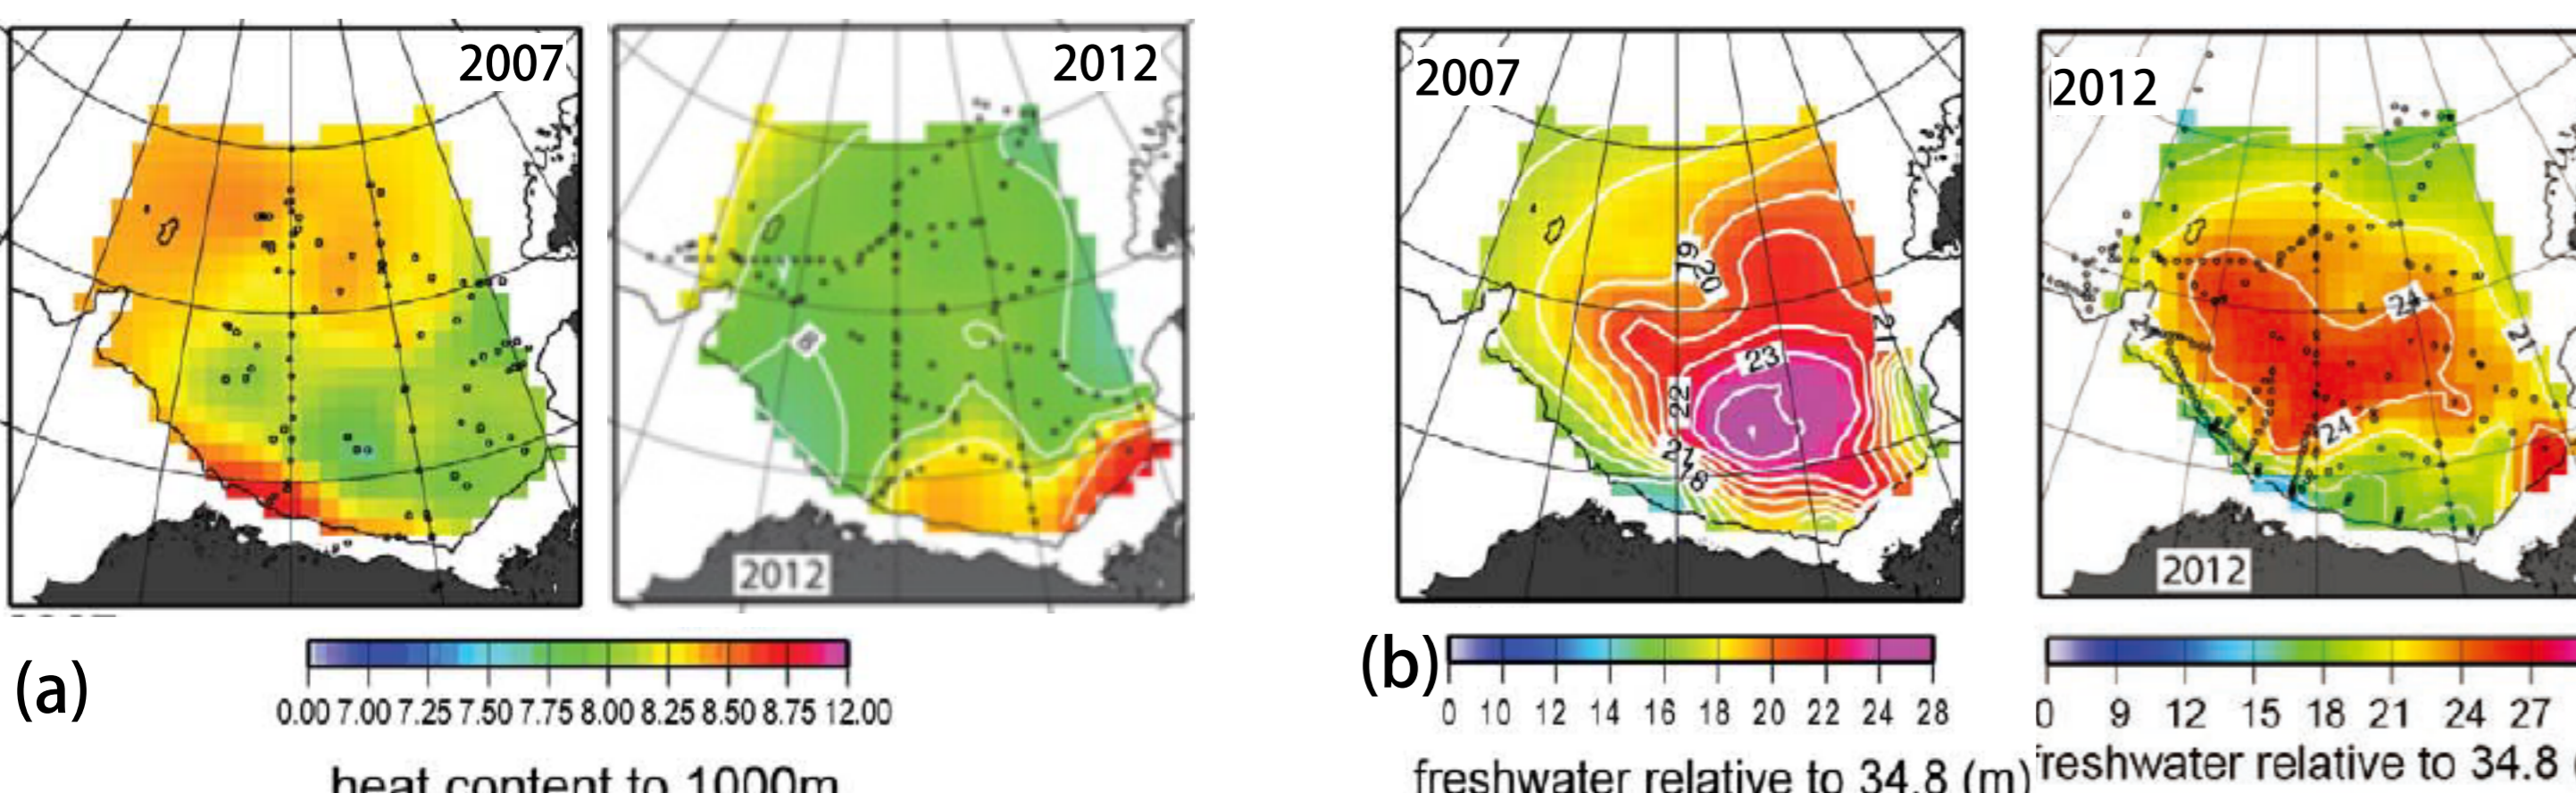 2007
2012
2012
8
(a)
0.00 7.00 7.25 7.50 7.75 8.00 8.25 8.50 8.75 12.00
heat content to 1000m
2007
19
20
21
23
22
21
18
(b)
0 10 12 14 16 18 20 22 24 28
freshwater relative to 34.8 (m)
2012
24
21
21
24
2012
0 9 12 15 18 21 24 27
freshwater relative to 34.8 (